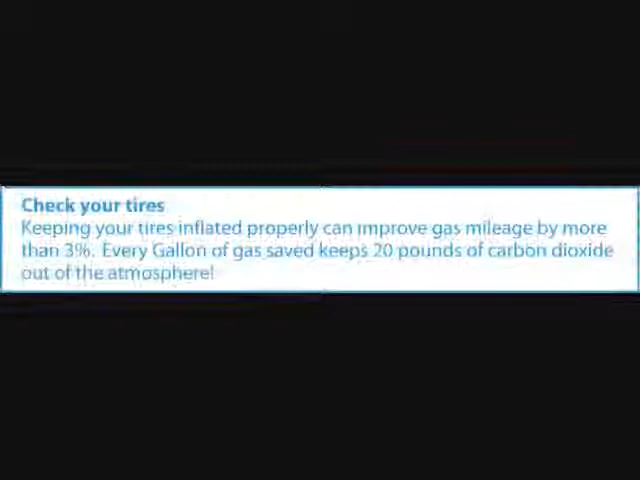 Check your tires
Keeping your tires inflated properly can improve gas mileage by more
than 3%. Every Gallon of gas saved keeps 20 pounds of carbon dioxide
out of the atmosphere!